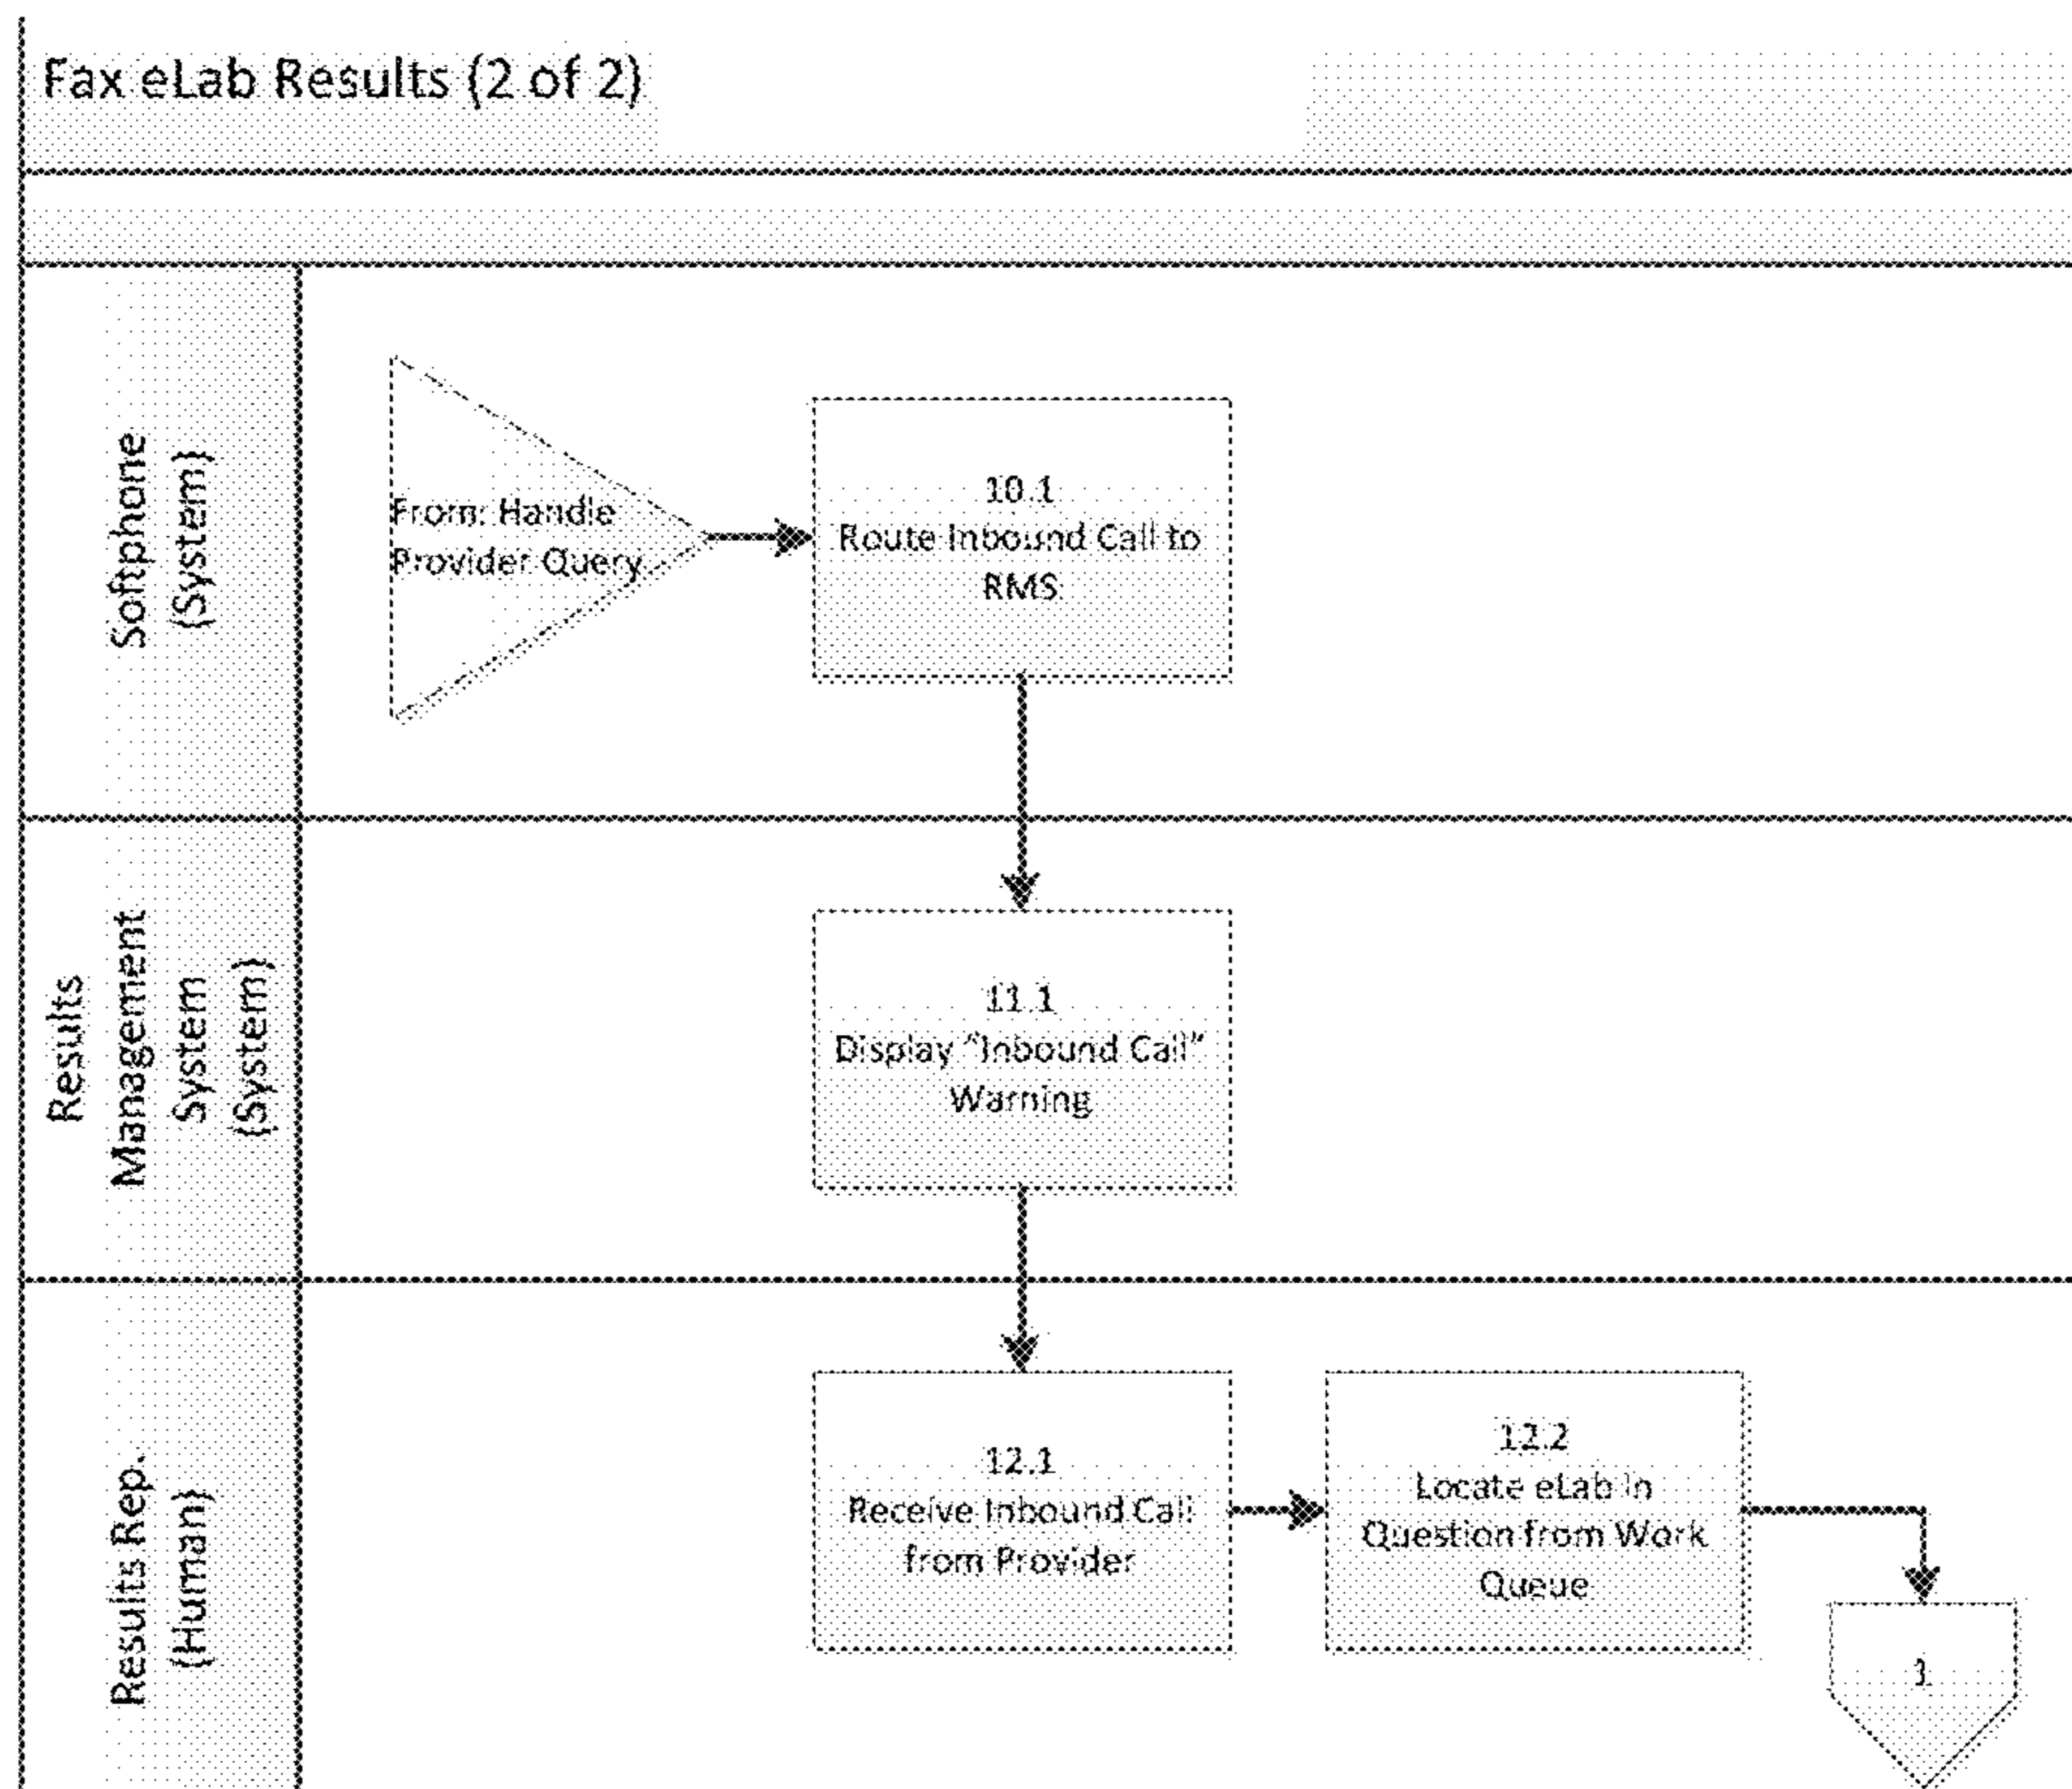 Fax eLab Results (2 of 2)
Softphone
(System)
From: Handle
Provider Query
10.1
Route Inbound Call to
RMS
Results
Management
System
(System)
11.1
Display “Inbound Call”
Warning
Results Rep.
(Human)
12.1
Receive Inbound Call
from Provider
12.2
Locate eLab in
Question from Work
Queue
1